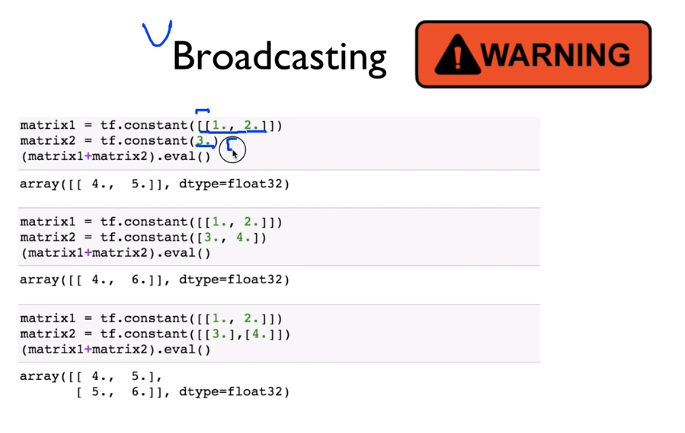 Broadcasting
WARNING
matrix1 = tf.constant([[1., 2.]])
matrix2 = tf.constant(3.)
(matrix1+matrix2).eval()
array([[ 4., 5.]], dtype=float32)
matrix1 = tf.constant([[1., 2.]])
matrix2 = tf.constant([3., 4.])
(matrix1+matrix2).eval()
array([[ 4., 6.]], dtype=float32)
matrix1 = tf.constant([[1., 2.]])
matrix2 = tf.constant([[3.],[4.]])
(matrix1+matrix2).eval()
array([[ 4., 5.],
[ 5., 6.]], dtype=float32)